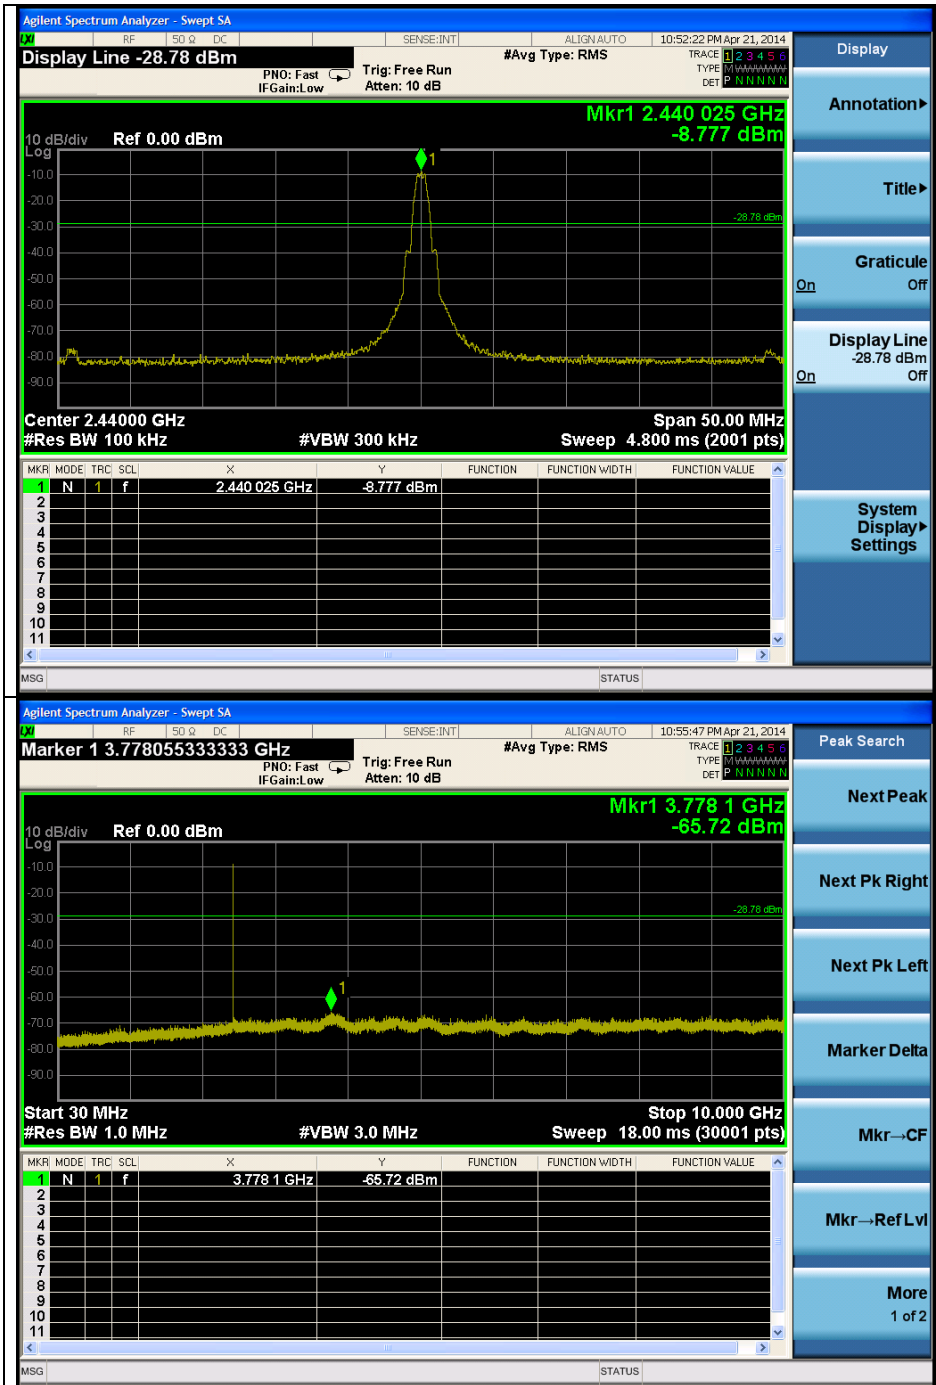 Agilent Spectrum Analyzer - Swept SA
LXI RF 50 Ω DC SENSE:INT ALIGN AUTO 10:52:22 PM Apr 21, 2014
Display Line -28.78 dBm
PNO: Fast
IFGain:Low
Trig: Free Run
Atten: 10 dB
#Avg Type: RMS
TRACE 1 2 3 4 5 6
TYPE M WWWWW
DET P N N N N N
Display
Annotation
Title
Graticule
On Off
Display Line
-28.78 dBm
On Off
System
Display
Settings
Mkr1 2.440 025 GHz
-8.777 dBm
10 dB/div Ref 0.00 dBm
Log
1
-10.0
-20.0
-28.78 dBm
-30.0
-40.0
-50.0
-60.0
-70.0
-80.0
-90.0
Center 2.44000 GHz Span 50.00 MHz
#Res BW 100 kHz #VBW 300 kHz Sweep 4.800 ms (2001 pts)
MKR MODE TRC SCL X Y FUNCTION FUNCTION WIDTH FUNCTION VALUE
1 N 1 f 2.440 025 GHz -8.777 dBm
2
3
4
5
6
7
8
9
10
11
MSG STATUS
Agilent Spectrum Analyzer - Swept SA
LXI RF 50 Ω DC SENSE:INT ALIGN AUTO 10:55:47 PM Apr 21, 2014
Marker 1 3.778055333333 GHz
PNO: Fast
IFGain:Low
Trig: Free Run
Atten: 10 dB
#Avg Type: RMS
TRACE 1 2 3 4 5 6
TYPE M WWWWW
DET P N N N N N
Peak Search
Next Peak
Next Pk Right
Next Pk Left
Marker Delta
Mkr→CF
Mkr→Ref Lvl
More
1 of 2
Mkr1 3.778 1 GHz
-65.72 dBm
10 dB/div Ref 0.00 dBm
Log
-10.0
-20.0
-28.78 dBm
-30.0
-40.0
-50.0
1
-60.0
-70.0
-80.0
-90.0
Start 30 MHz Stop 10.000 GHz
#Res BW 1.0 MHz #VBW 3.0 MHz Sweep 18.00 ms (30001 pts)
MKR MODE TRC SCL X Y FUNCTION FUNCTION WIDTH FUNCTION VALUE
1 N 1 f 3.778 1 GHz -65.72 dBm
2
3
4
5
6
7
8
9
10
11
MSG STATUS